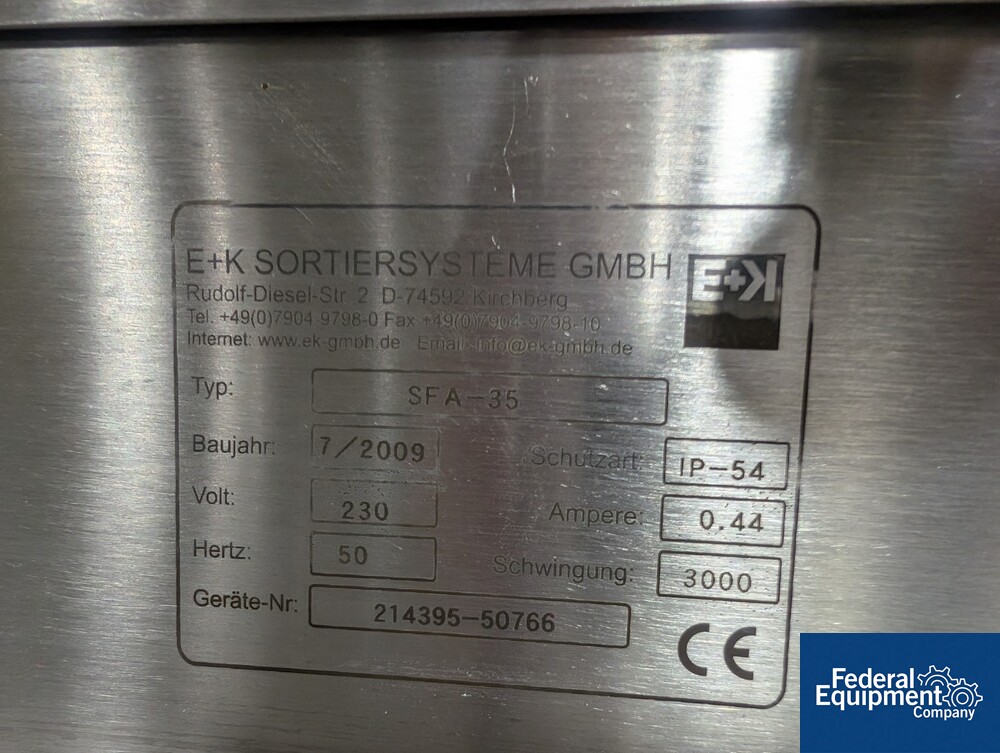 E+K SORTIERSYSTEME GMBH
Rudolf-Diesel-Str. 2 D-74592 Kirchberg
Tel. +49(0)7904-9798-0 Fax +49(0)7904-9798-10
Internet: www.ek-gmbh.de Email: info@ek-gmbh.de
E+K
Typ: SFA-35
Baujahr: 7/2009 Schutzart: IP-54
Volt: 230 Ampere: 0.44
Hertz: 50 Schwingung: 3000
Geräte-Nr: 214395-50766
CE
Federal
Equipment
Company